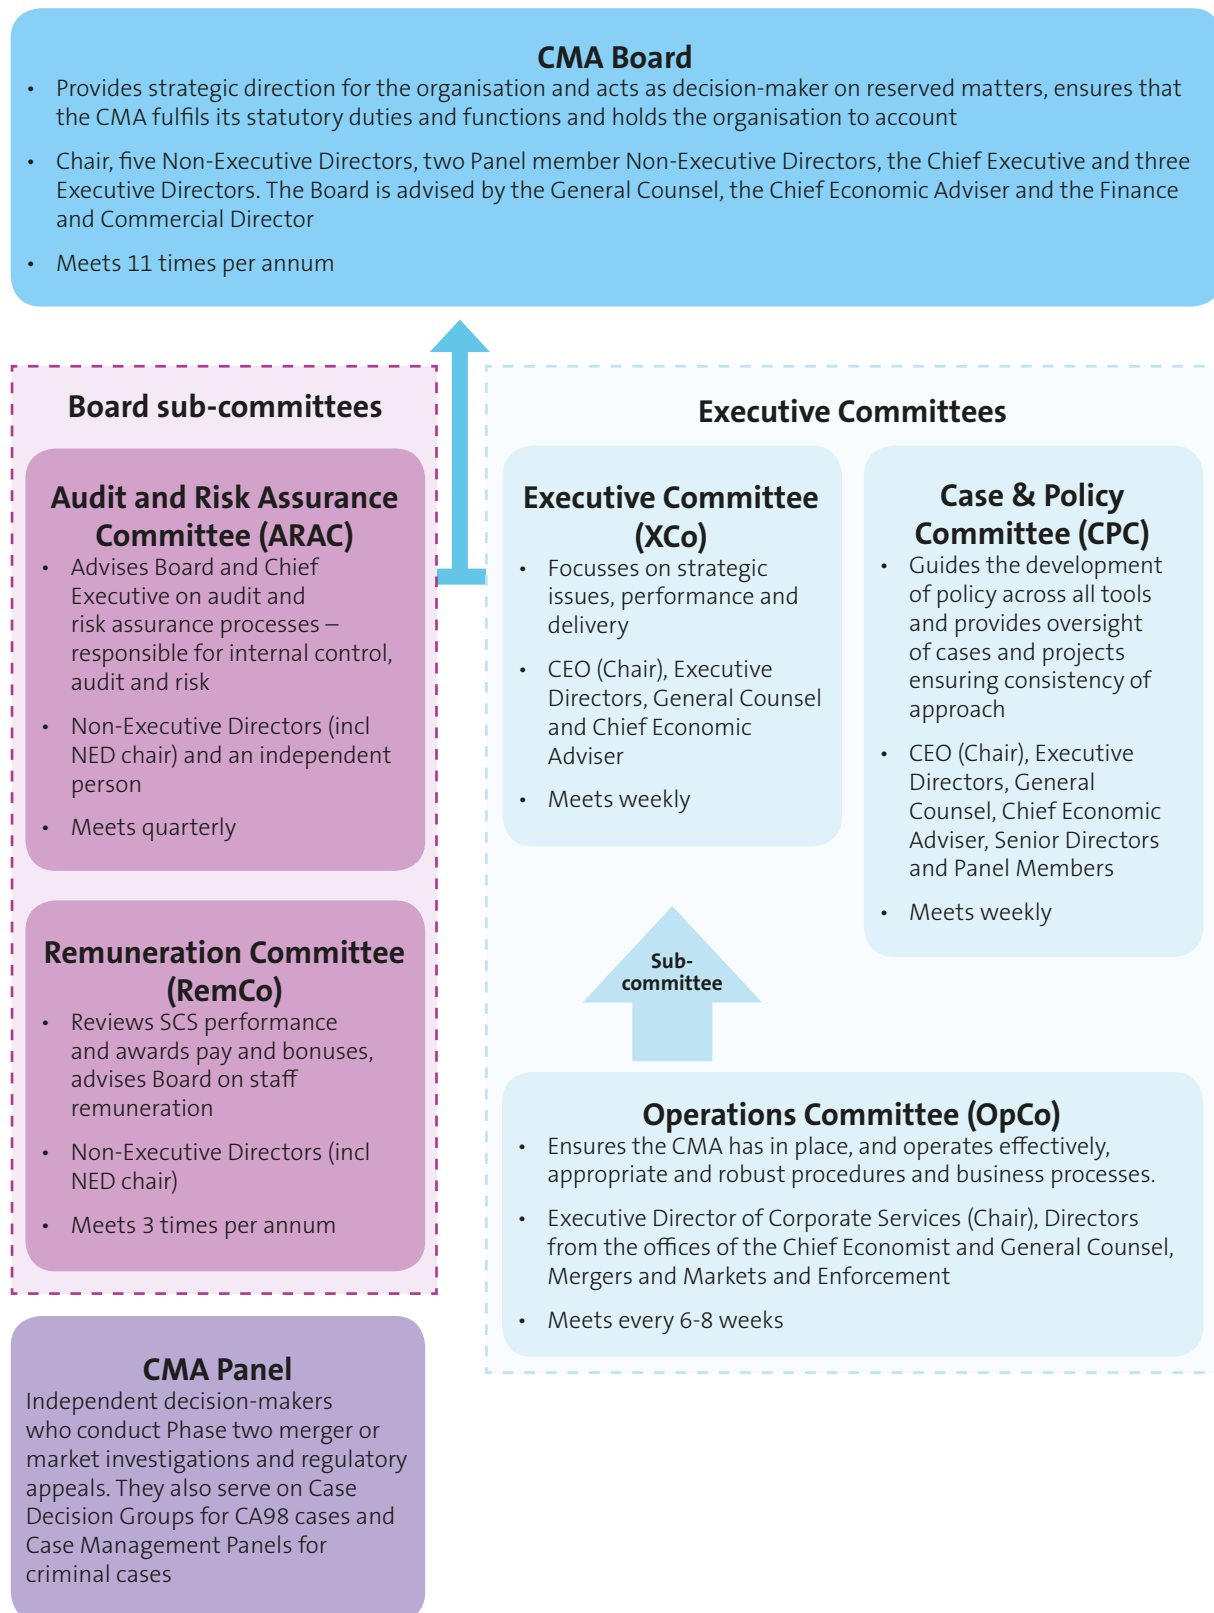 CMA Board
• Provides strategic direction for the organisation and acts as decision-maker on reserved matters, ensures that
the CMA fulfils its statutory duties and functions and holds the organisation to account
• Chair, five Non-Executive Directors, two Panel member Non-Executive Directors, the Chief Executive and three
Executive Directors. The Board is advised by the General Counsel, the Chief Economic Adviser and the Finance
and Commercial Director
• Meets 11 times per annum
Board sub-committees
Audit and Risk Assurance
Committee (ARAC)
• Advises Board and Chief
Executive on audit and
risk assurance processes –
responsible for internal control,
audit and risk
• Non-Executive Directors (incl
NED chair) and an independent
person
• Meets quarterly
Remuneration Committee
(RemCo)
• Reviews SCS performance
and awards pay and bonuses,
advises Board on staff
remuneration
• Non-Executive Directors (incl
NED chair)
• Meets 3 times per annum
CMA Panel
Independent decision-makers
who conduct Phase two merger or
market investigations and regulatory
appeals. They also serve on Case
Decision Groups for CA98 cases and
Case Management Panels for
criminal cases
Executive Committees
Executive Committee
(XCo)
• Focusses on strategic
issues, performance and
delivery
• CEO (Chair), Executive
Directors, General Counsel
and Chief Economic
Adviser
• Meets weekly
Case & Policy
Committee (CPC)
• Guides the development
of policy across all tools
and provides oversight
of cases and projects
ensuring consistency of
approach
• CEO (Chair), Executive
Directors, General
Counsel, Chief Economic
Adviser, Senior Directors
and Panel Members
• Meets weekly
Sub-
committee
Operations Committee (OpCo)
• Ensures the CMA has in place, and operates effectively,
appropriate and robust procedures and business processes.
• Executive Director of Corporate Services (Chair), Directors
from the offices of the Chief Economist and General Counsel,
Mergers and Markets and Enforcement
• Meets every 6-8 weeks